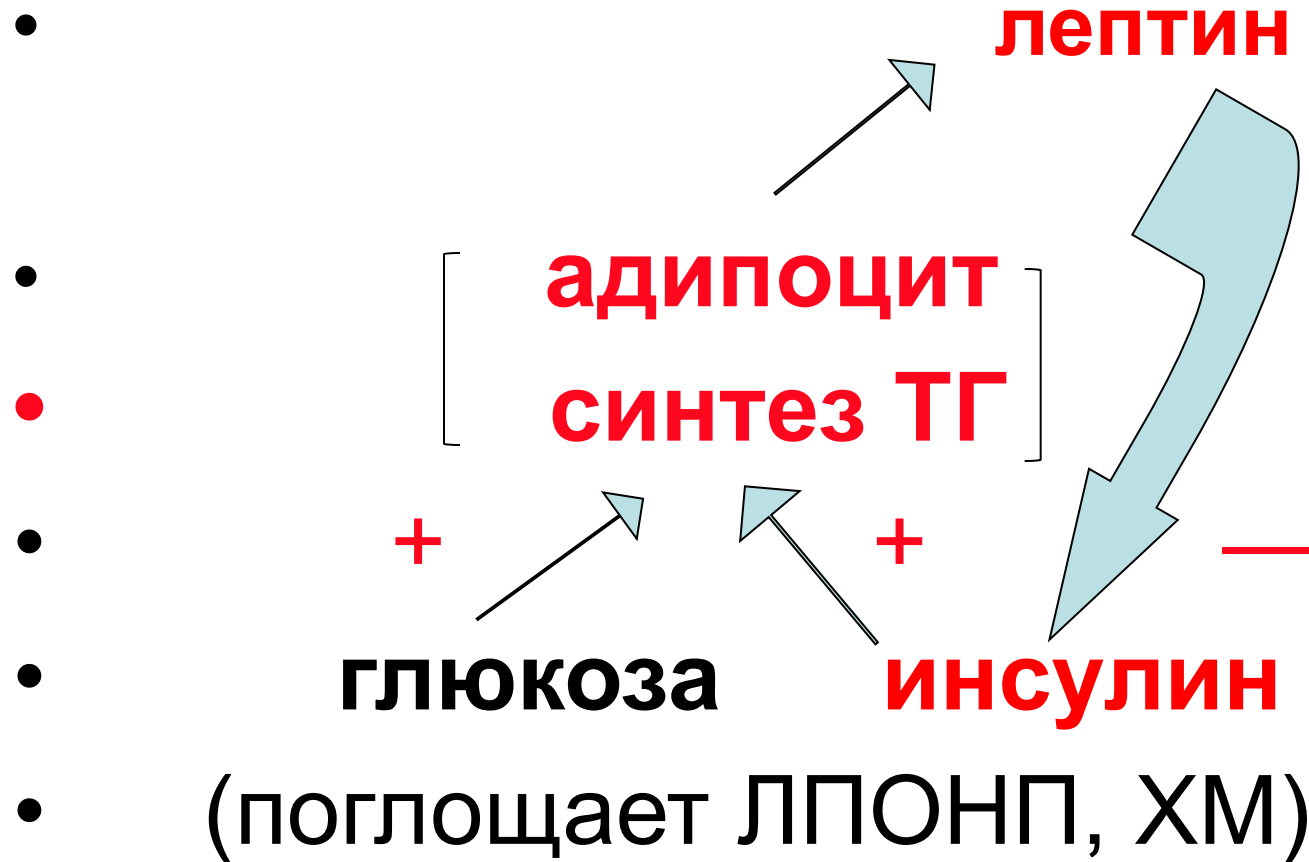 • лептин
• адипоцит
• синтез ТГ
• + + —
• глюкоза инсулин
• (поглощает ЛПОНП, ХМ)